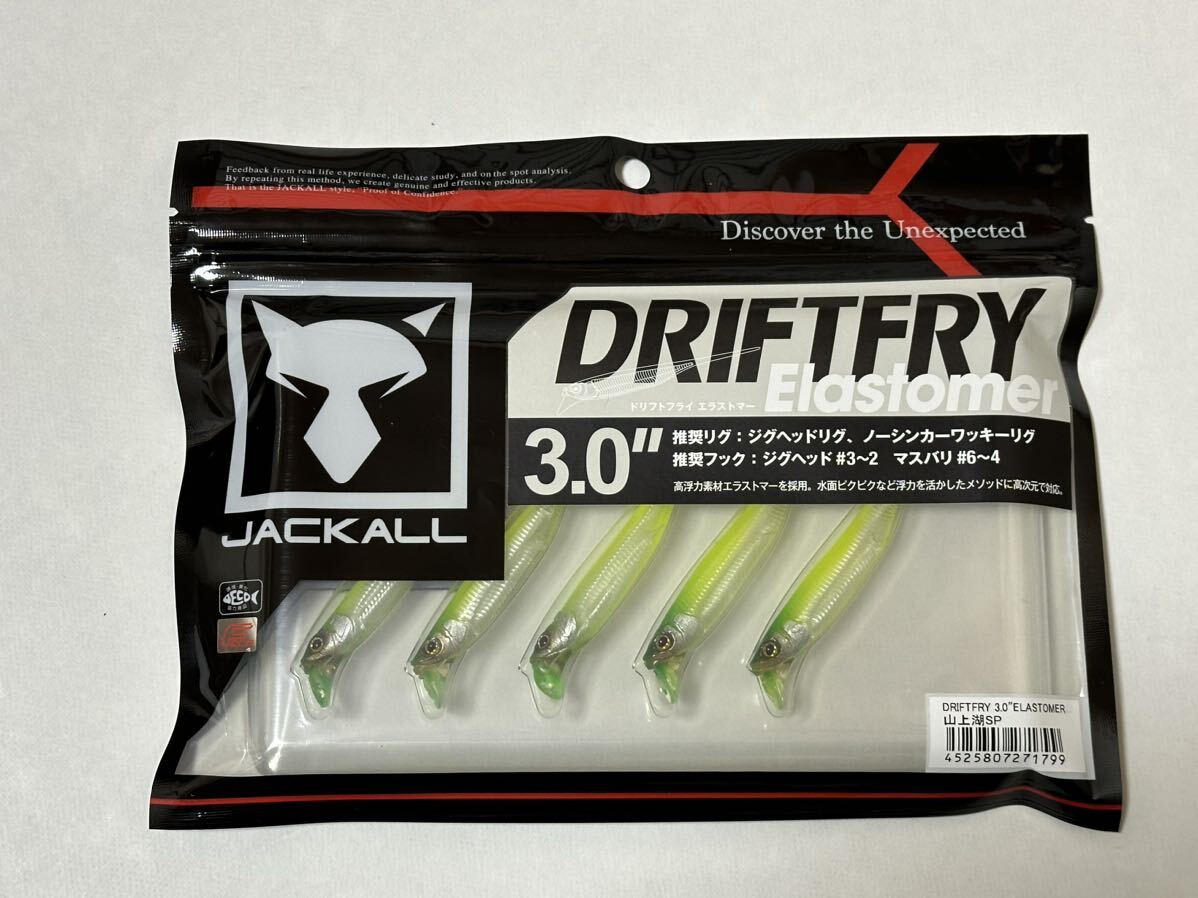 Feedback from real life experience, delicate study, and on the spot analysis.
By repeating this method, we create genuine and effective products.
That is the JACKALL style, "Proof of Confidence."
Discover the Unexpected
DRIFTFRY
Elastomer
ドリフトフライ エラストマー
JACKALL
3.0"
推奨リグ：ジグヘッドリグ、ノーシンカーワッキーリグ
推奨フック：ジグヘッド #3〜2 マスバリ #6〜4
高浮力素材エラストマーを採用。水面ピクピクなど浮力を活かしたメソッドに高次元で対応。
ECO
DRIFTFRY 3.0"ELASTOMER
山上湖SP
4525807271799